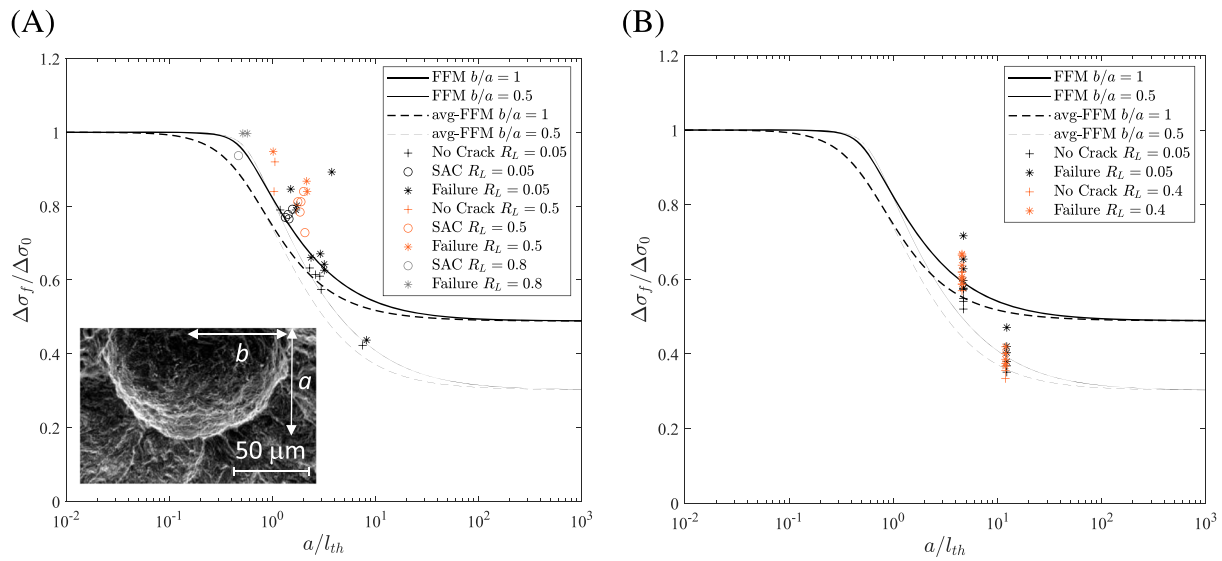 (A)
1.2
1
0.8
0.6
0.4
0.2
0
Δσ_f/Δσ_0
FFM b/a = 1
FFM b/a = 0.5
avg-FFM b/a = 1
avg-FFM b/a = 0.5
No Crack R_L = 0.05
SAC R_L = 0.05
Failure R_L = 0.05
No Crack R_L = 0.5
SAC R_L = 0.5
Failure R_L = 0.5
SAC R_L = 0.8
Failure R_L = 0.8
b
a
50 μm
10^-2
10^-1
10^0
10^1
10^2
10^3
a/l_th
(B)
1.2
1
0.8
0.6
0.4
0.2
0
Δσ_f/Δσ_0
FFM b/a = 1
FFM b/a = 0.5
avg-FFM b/a = 1
avg-FFM b/a = 0.5
No Crack R_L = 0.05
Failure R_L = 0.05
No Crack R_L = 0.4
Failure R_L = 0.4
10^-2
10^-1
10^0
10^1
10^2
10^3
a/l_th